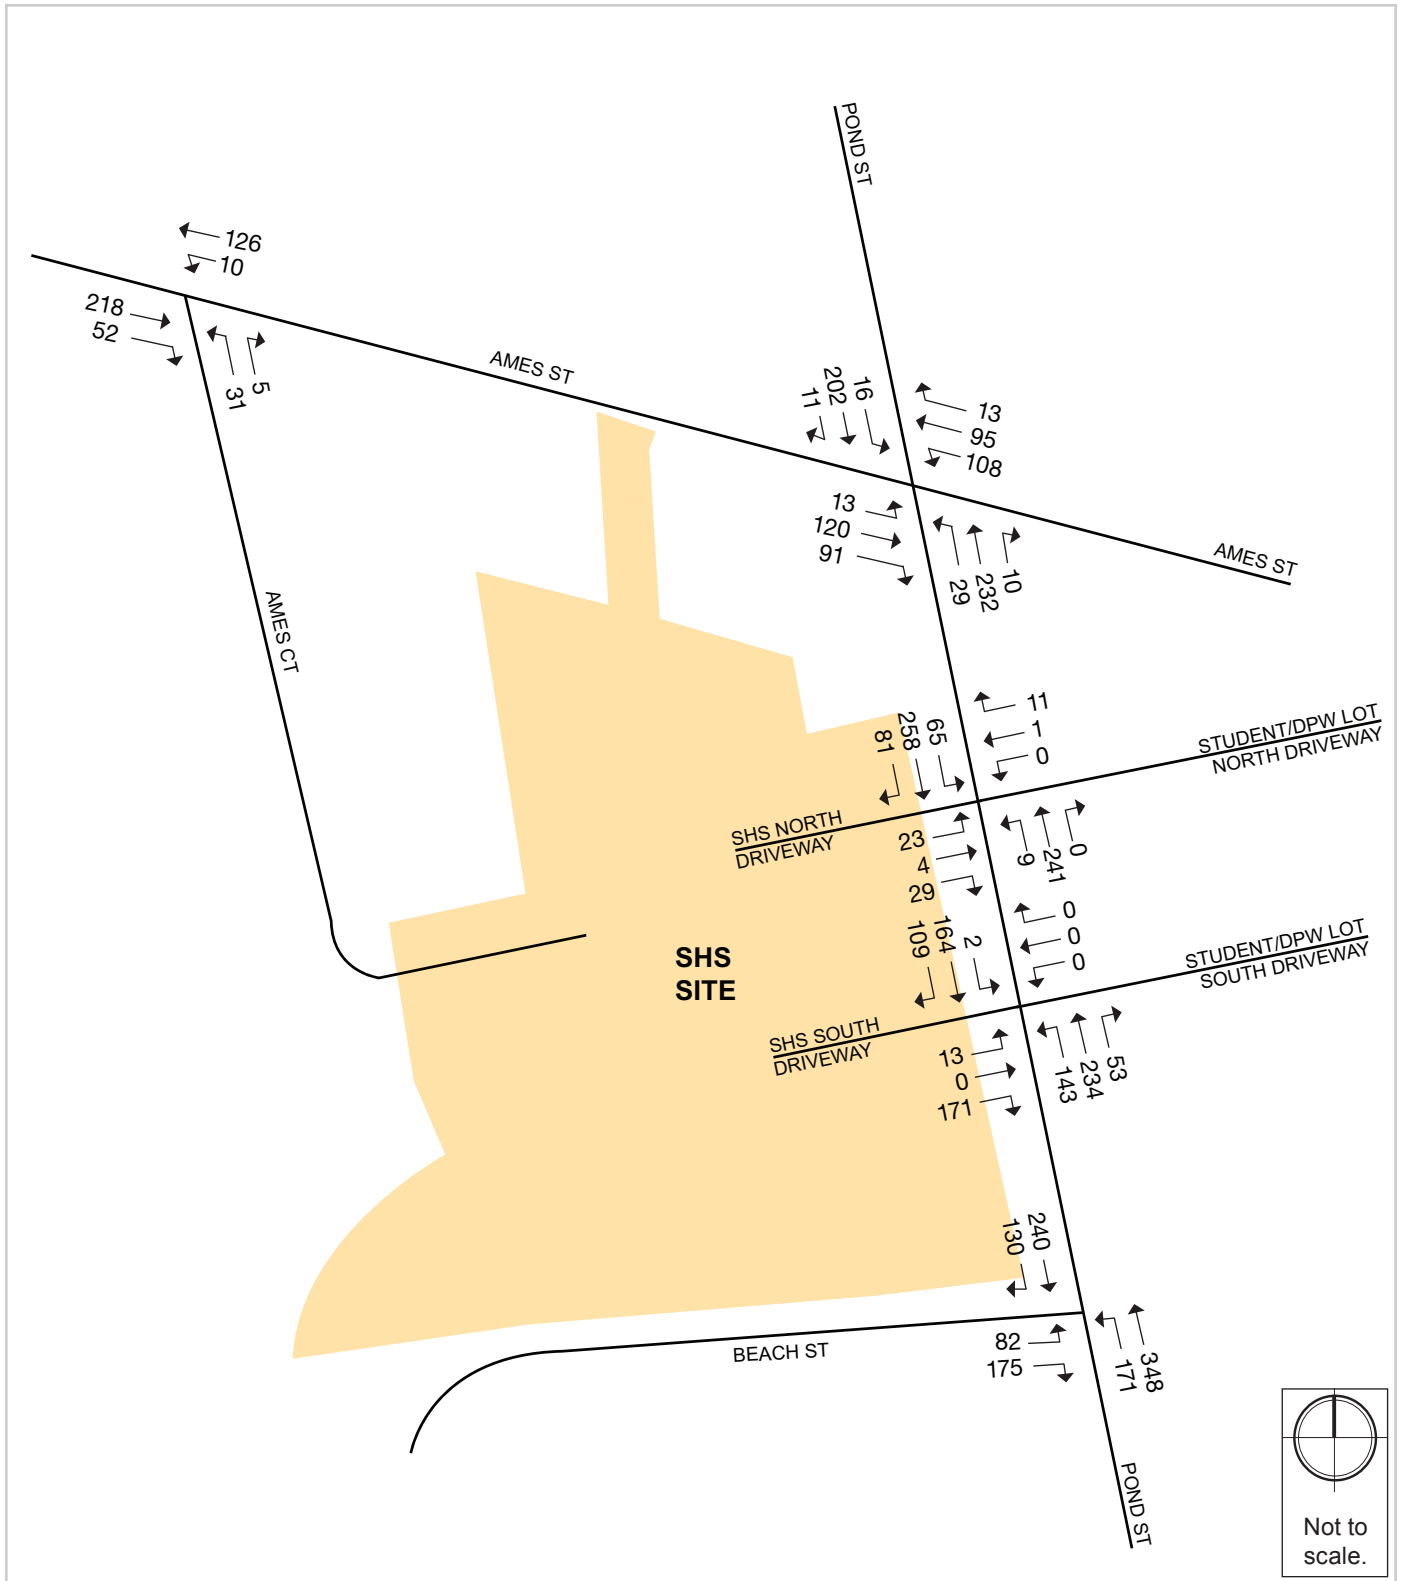 POND ST
126
10
218
52
31
5
AMES ST
11
202
16
13
95
108
13
120
91
29
232
10
AMES ST
AMES CT
81
258
65
11
1
0
STUDENT/DPW LOT
NORTH DRIVEWAY
SHS NORTH
DRIVEWAY
23
4
29
9
241
0
109
164
2
0
0
0
STUDENT/DPW LOT
SOUTH DRIVEWAY
SHS
SITE
SHS SOUTH
DRIVEWAY
13
0
171
143
234
53
130
240
BEACH ST
82
175
171
348
POND ST
Not to
scale.